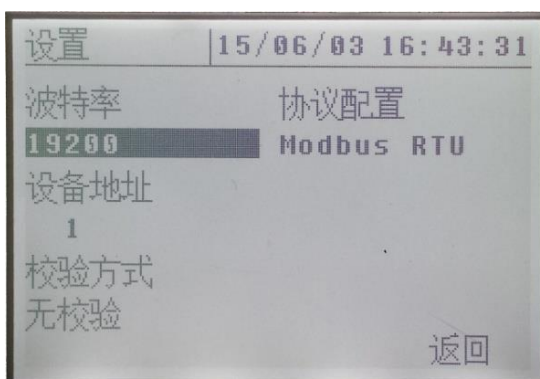 设置 15/06/03 16:43:31
波特率 协议配置
19200 Modbus RTU
设备地址
1
校验方式
无校验
返回